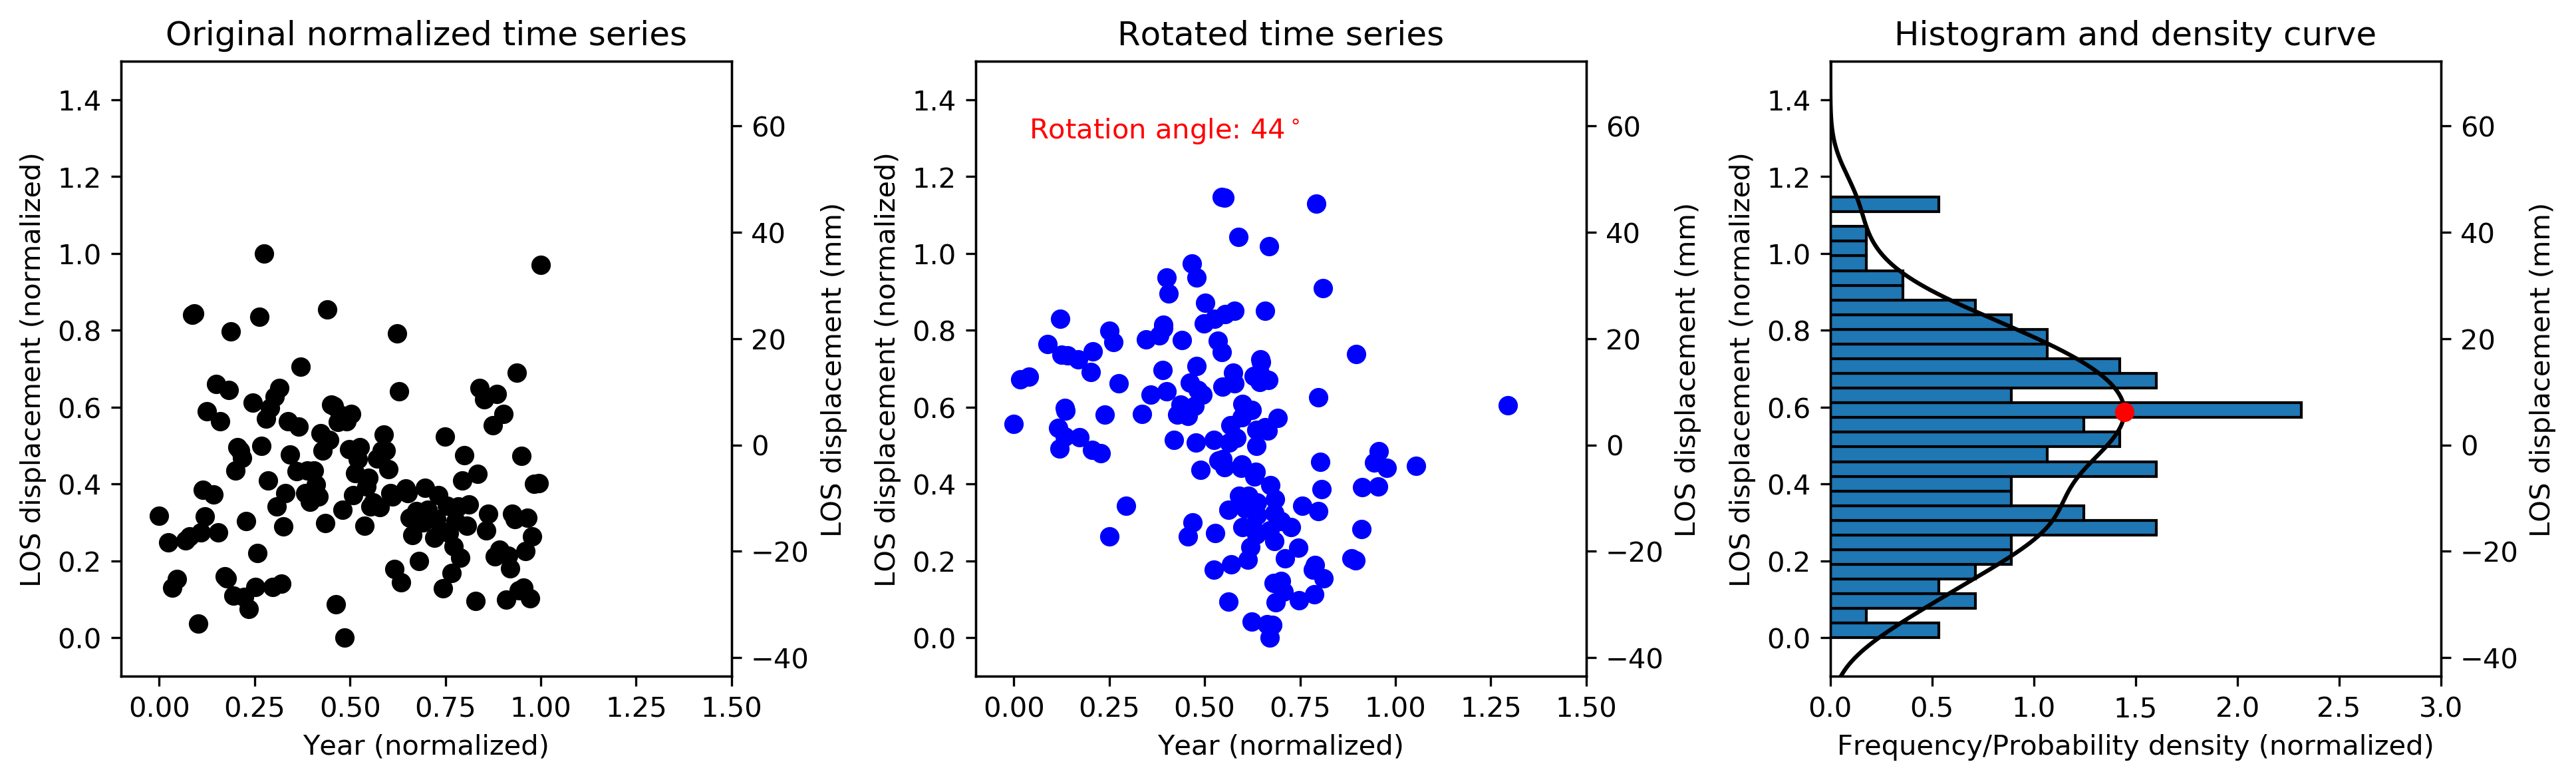 Original normalized time series
LOS displacement (normalized)
1.4
1.2
1.0
0.8
0.6
0.4
0.2
0.0
60
40
20
0
−20
−40
LOS displacement (mm)
0.00 0.25 0.50 0.75 1.00 1.25 1.50
Year (normalized)
Rotated time series
Rotation angle: 44°
LOS displacement (normalized)
1.4
1.2
1.0
0.8
0.6
0.4
0.2
0.0
60
40
20
0
−20
−40
LOS displacement (mm)
0.00 0.25 0.50 0.75 1.00 1.25 1.50
Year (normalized)
Histogram and density curve
LOS displacement (normalized)
1.4
1.2
1.0
0.8
0.6
0.4
0.2
0.0
60
40
20
0
−20
−40
LOS displacement (mm)
0.0 0.5 1.0 1.5 2.0 2.5 3.0
Frequency/Probability density (normalized)